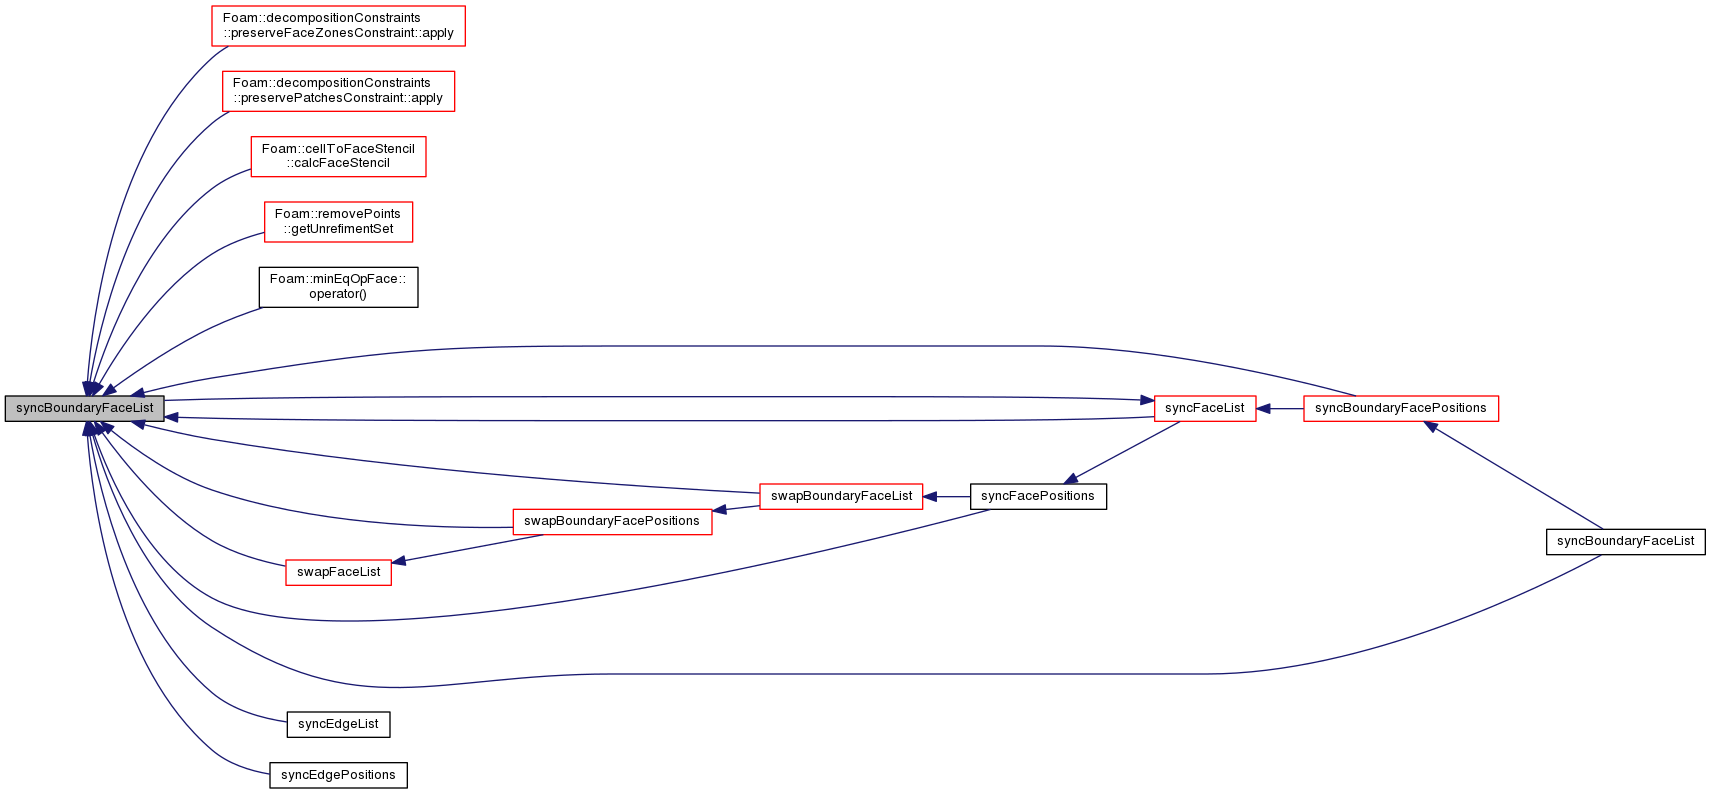 Foam::decompositionConstraints
::preserveFaceZonesConstraint::apply
Foam::decompositionConstraints
::preservePatchesConstraint::apply
Foam::cellToFaceStencil
::calcFaceStencil
Foam::removePoints
::getUnrefimentSet
Foam::minEqOpFace::
operator()
syncBoundaryFaceList
syncFaceList
syncBoundaryFacePositions
swapBoundaryFaceList
syncFacePositions
swapBoundaryFacePositions
syncBoundaryFaceList
swapFaceList
syncEdgeList
syncEdgePositions